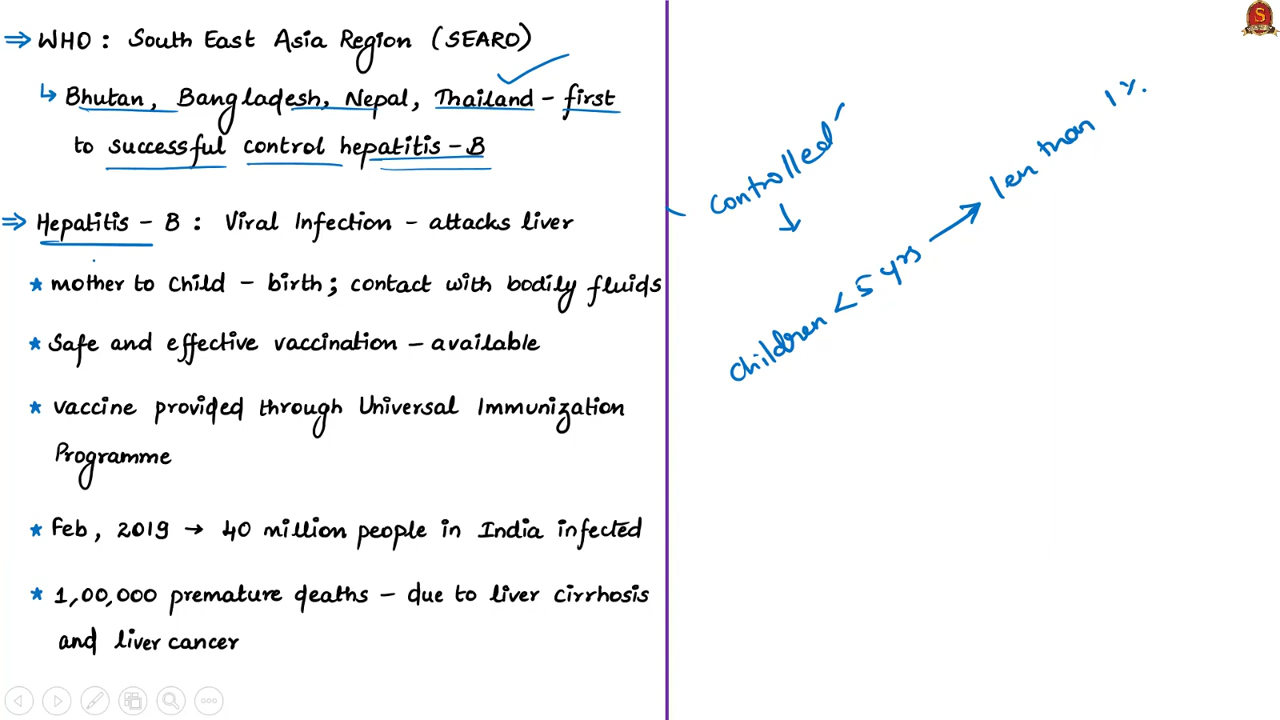 ⇒ WHO : South East Asia Region (SEARO)
↳ Bhutan, Bangladesh, Nepal, Thailand - first
to successful control hepatitis - B
⇒ Hepatitis - B : Viral Infection - attacks liver
* mother to child - birth ; contact with bodily fluids
* Safe and effective vaccination - available
* vaccine provided through Universal Immunization
Programme
* Feb, 2019 → 40 million people in India infected
* 1,00,000 premature deaths - due to liver cirrhosis
and liver cancer
controlled
↓
children < 5 yrs → less than 1%.
S